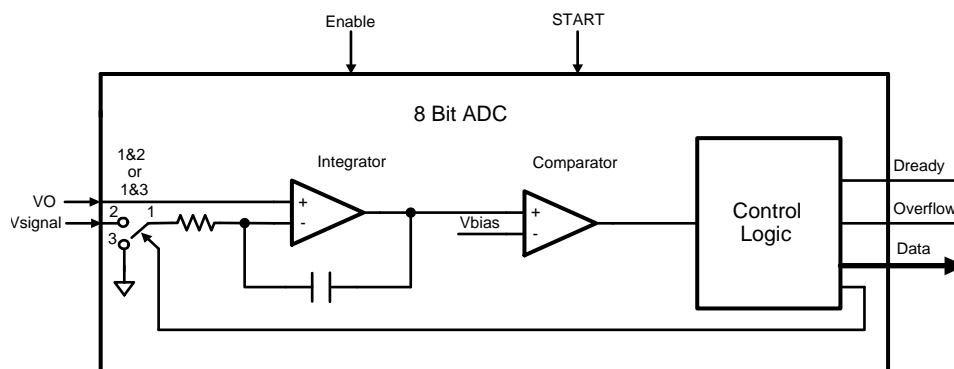 Enable
START
8 Bit ADC
1&2
or
1&3
Integrator
Comparator
Dready
VO
+
+
2
1
Vsignal
-
Vbias
-
Control
Logic
Overflow
3
Data